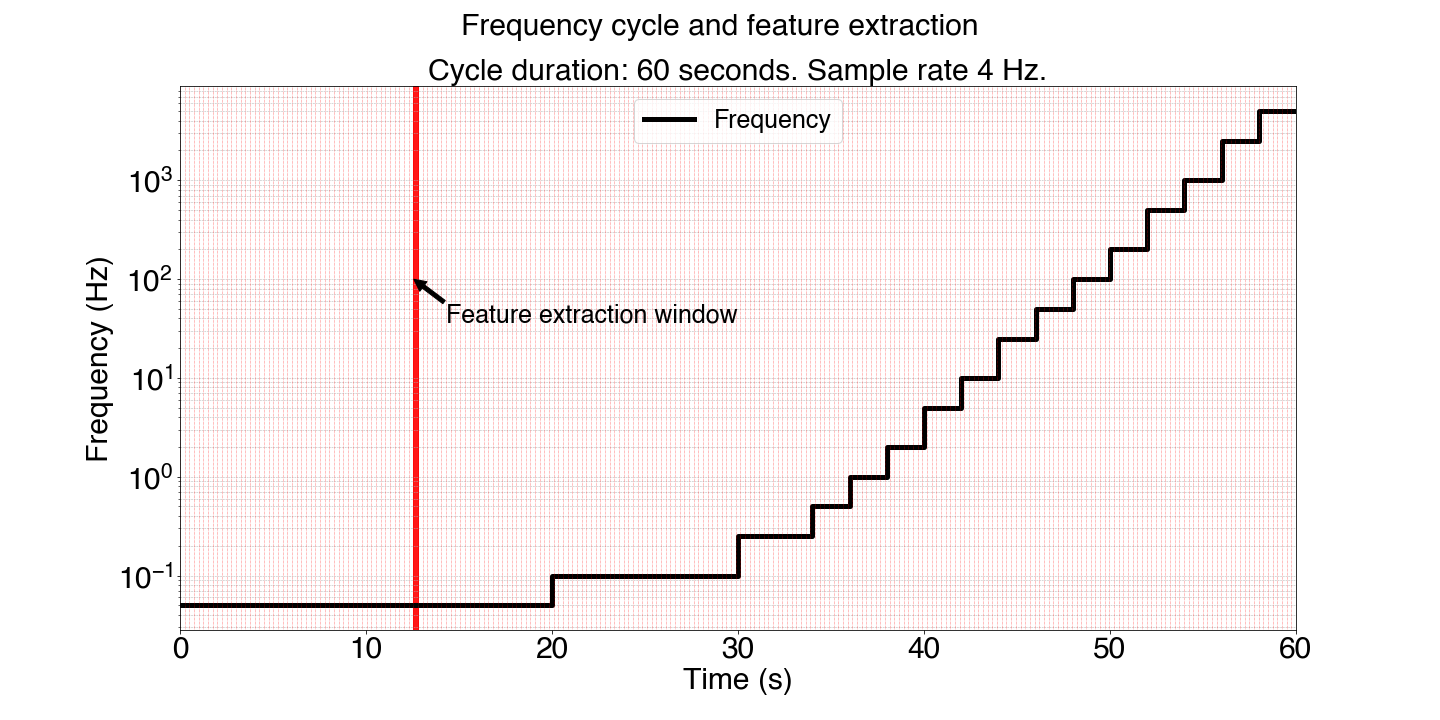 Frequency cycle and feature extraction
Cycle duration: 60 seconds. Sample rate 4 Hz.
Frequency
10³
10²
10¹
10⁰
10⁻¹
Frequency (Hz)
Feature extraction window
0 10 20 30 40 50 60
Time (s)